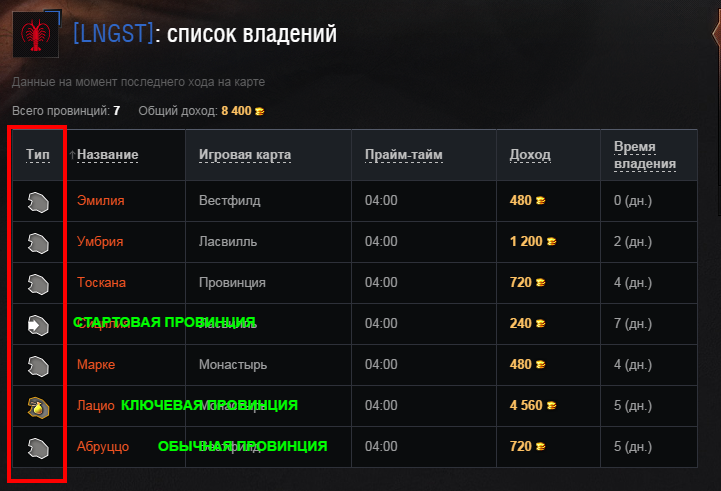 [LNGST]: список владений
Данные на момент последнего хода на карте
Всего провинций: 7 Общий доход: 8 400
Тип ↑Название Игровая карта Прайм-тайм Доход Время владения
Эмилия Вестфилд 04:00 480 0 (дн.)
Умбрия Ласвилль 04:00 1 200 2 (дн.)
Тоскана Провинция 04:00 720 4 (дн.)
СТАРТОВАЯ ПРОВИНЦИЯ 04:00 240 7 (дн.)
Марке Монастырь 04:00 480 4 (дн.)
Лацио КЛЮЧЕВАЯ ПРОВИНЦИЯ Монастырь 04:00 4 560 5 (дн.)
Абруццо ОБЫЧНАЯ ПРОВИНЦИЯ Вестфилд 04:00 720 5 (дн.)